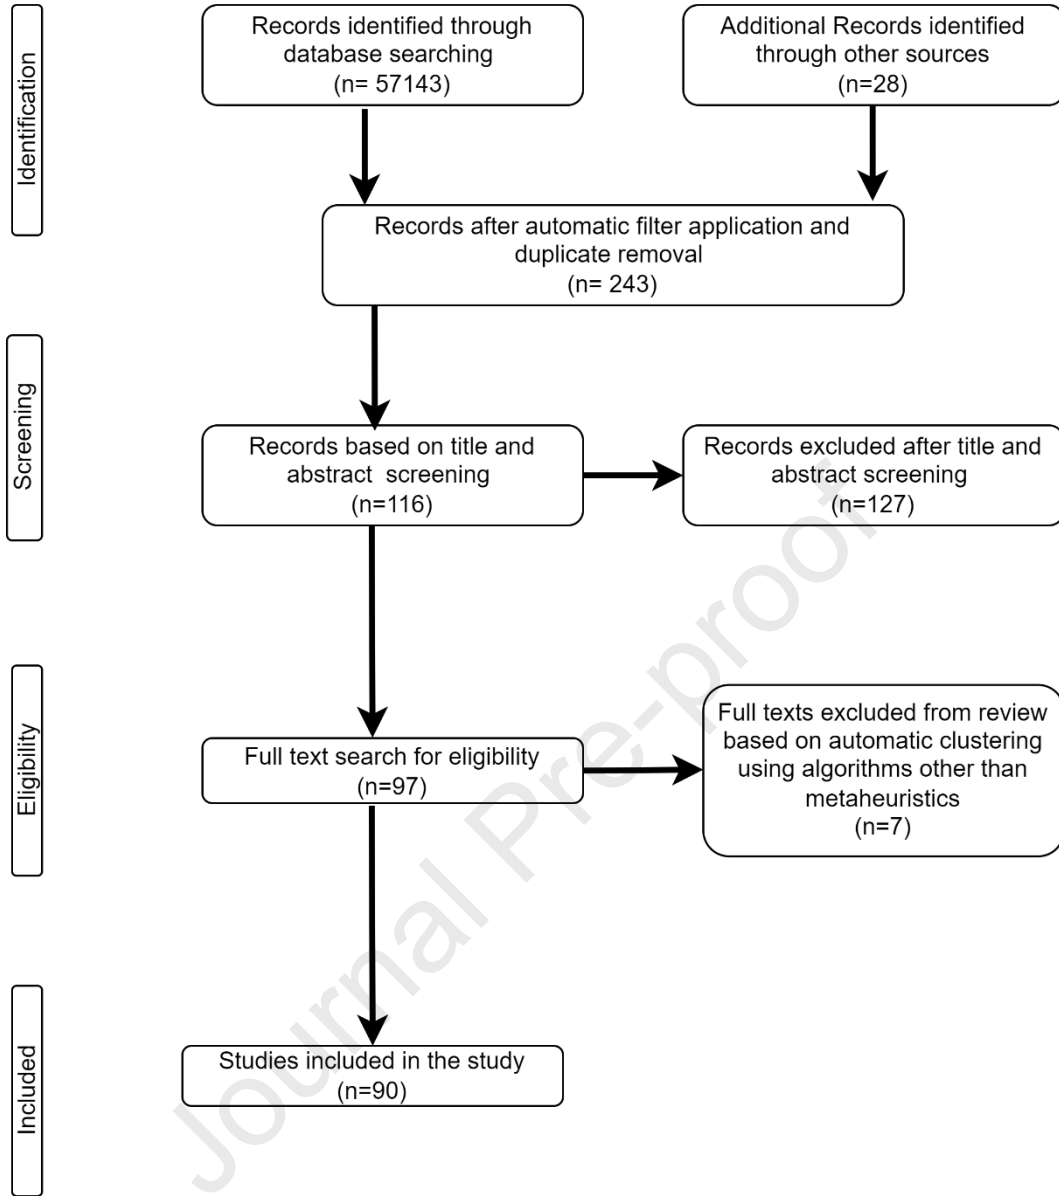 Identification
Records identified through
database searching
(n= 57143)
Additional Records identified
through other sources
(n=28)
Records after automatic filter application and
duplicate removal
(n= 243)
Screening
Records based on title and
abstract screening
(n=116)
Records excluded after title and
abstract screening
(n=127)
Eligibility
Full text search for eligibility
(n=97)
Full texts excluded from review
based on automatic clustering
using algorithms other than
metaheuristics
(n=7)
Included
Studies included in the study
(n=90)
Journal Pre-proof